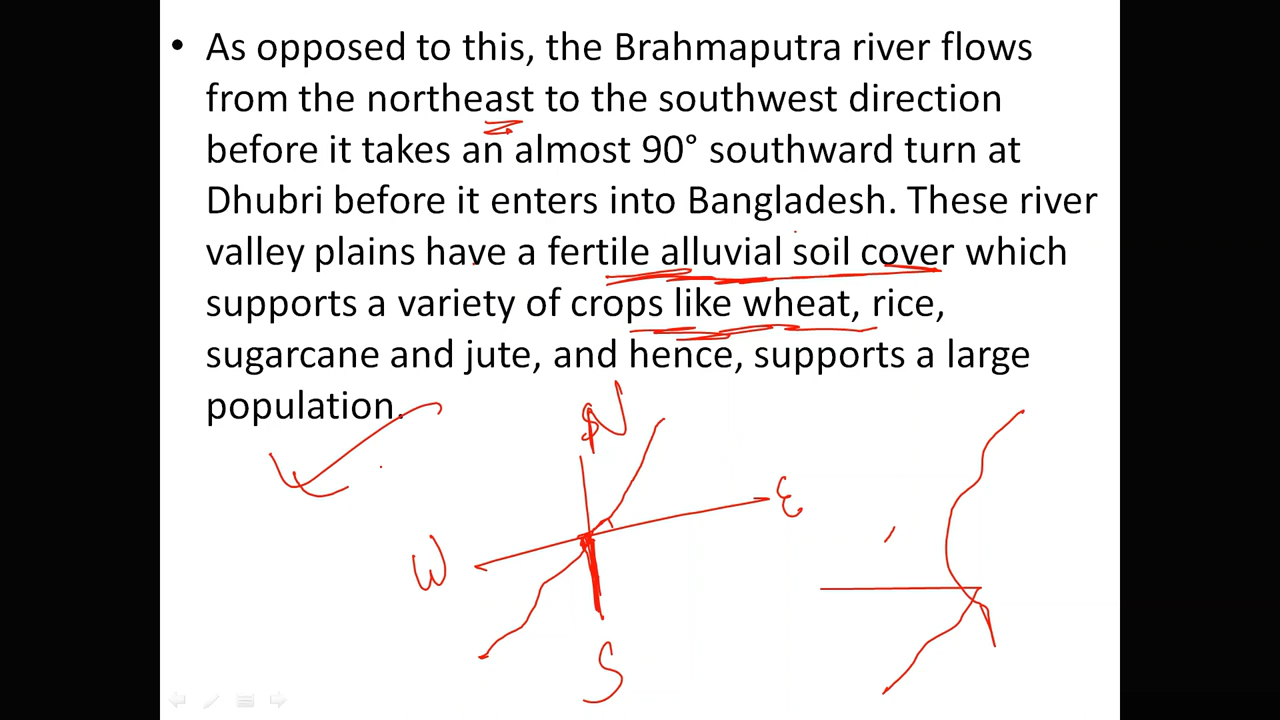 • As opposed to this, the Brahmaputra river flows
from the northeast to the southwest direction
before it takes an almost 90° southward turn at
Dhubri before it enters into Bangladesh. These river
valley plains have a fertile alluvial soil cover which
supports a variety of crops like wheat, rice,
sugarcane and jute, and hence, supports a large
population.
N
E
W
S